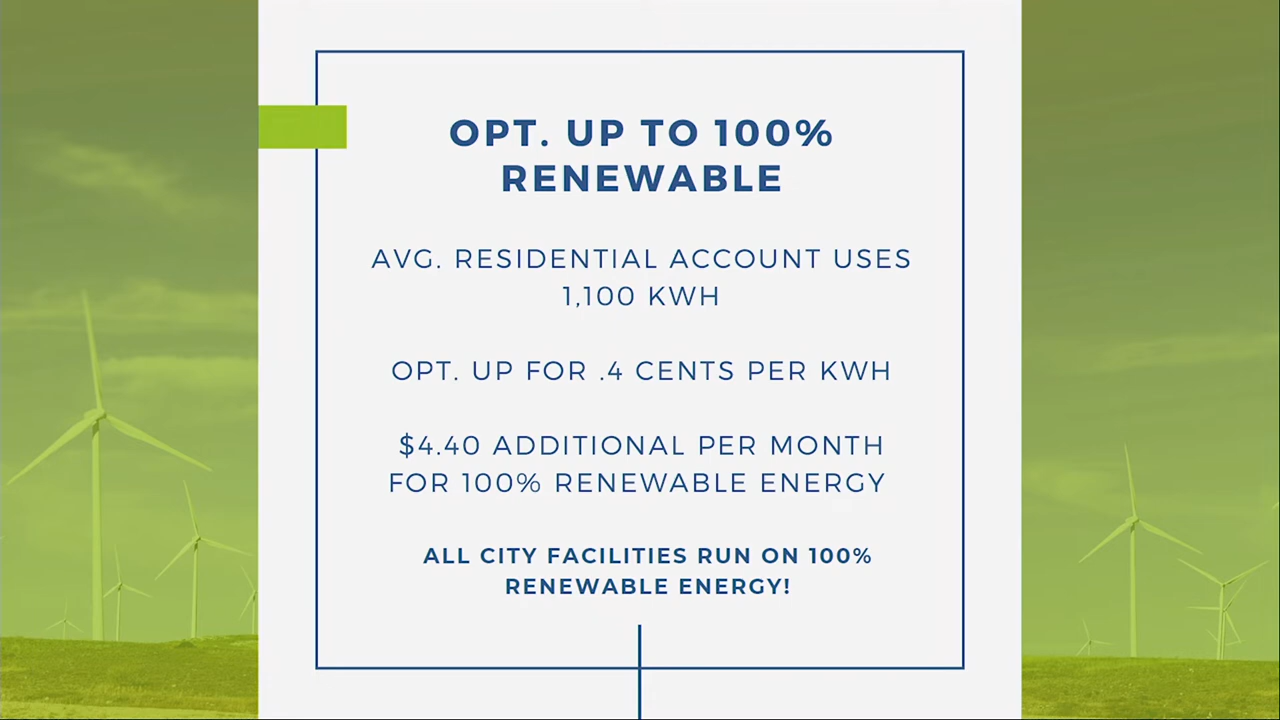 OPT. UP TO 100%
RENEWABLE
AVG. RESIDENTIAL ACCOUNT USES
1,100 KWH
OPT. UP FOR .4 CENTS PER KWH
$4.40 ADDITIONAL PER MONTH
FOR 100% RENEWABLE ENERGY
ALL CITY FACILITIES RUN ON 100%
RENEWABLE ENERGY!